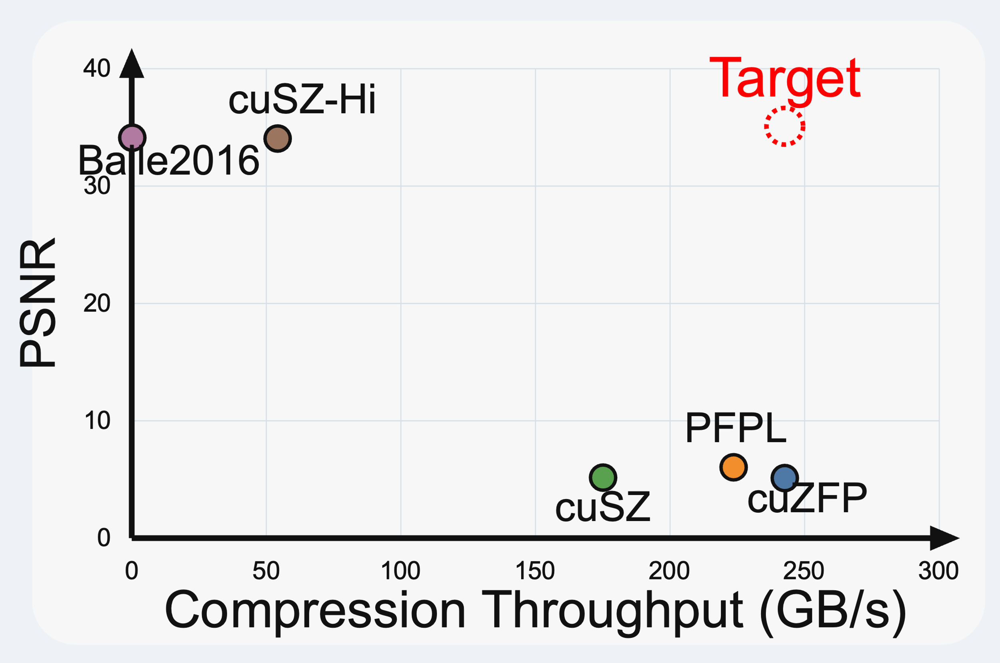 40
Target
cuSZ-Hi
Balle2016
30
PSNR
20
10
PFPL
cuSZ
cuZFP
0
0 50 100 150 200 250 300
Compression Throughput (GB/s)